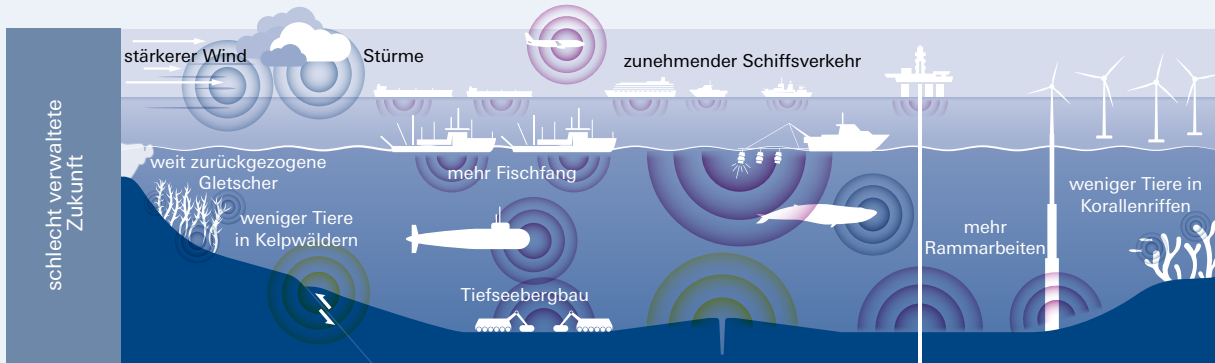 schlecht verwaltete
Zukunft
stärkerer Wind
Stürme
zunehmender Schiffsverkehr
weit zurückgezogene
Gletscher
mehr Fischfang
weniger Tiere in
Korallenriffen
weniger Tiere
in Kelpwäldern
mehr
Rammarbeiten
Tiefseebergbau